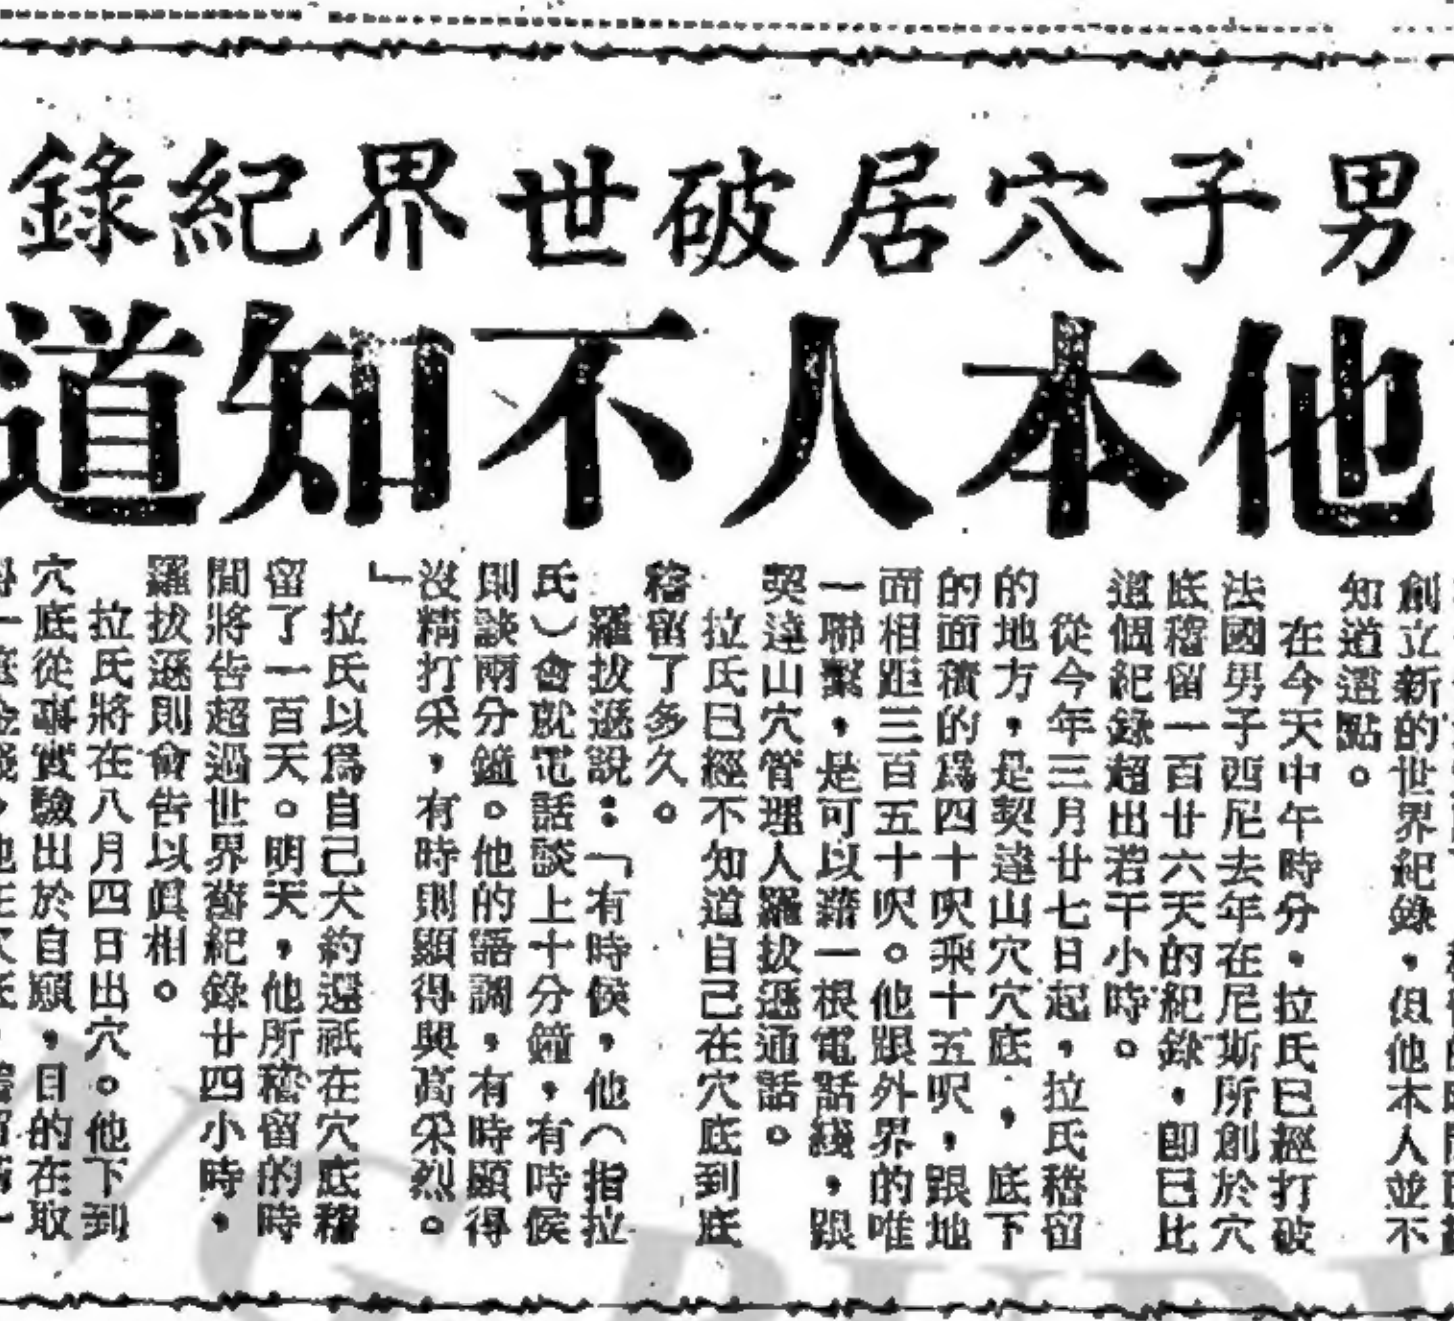 男子穴居破世界紀錄
他本人不知道
創立新的世界紀錄,但他本人並不
知道這點。
在今天中午時分,拉氏已經打破
法國男子西尼去年在尼斯所創於穴
底稽留一百廿六天的紀錄,卽已比
這個紀錄超出若干小時。
從今年三月廿七日起,拉氏稽留
的地方,是契達山穴穴底,底下
的面積的爲四十呎乘十五呎,跟地
面相距三百五十呎。他跟外界的唯
一聯繫,是可以藉一根電話綫,跟
契達山穴管理人羅拔遜通話。
拉氏已經不知道自己在穴底到底
稽留了多久。
羅拔遜說:「有時候,他(指拉
氏)會就電話談上十分鐘,有時候
則談兩分鐘。他的語調,有時顯得
沒精打采,有時則顯得興高采烈。
」
拉氏以爲自己大約還祇在穴底稽
留了一百天。明天,他所稽留的時
間將告超過世界舊紀錄廿四小時,
羅拔遜則會告以眞相。
拉氏將在八月四日出穴。他下到
穴底從事實驗出於自願,目的在取